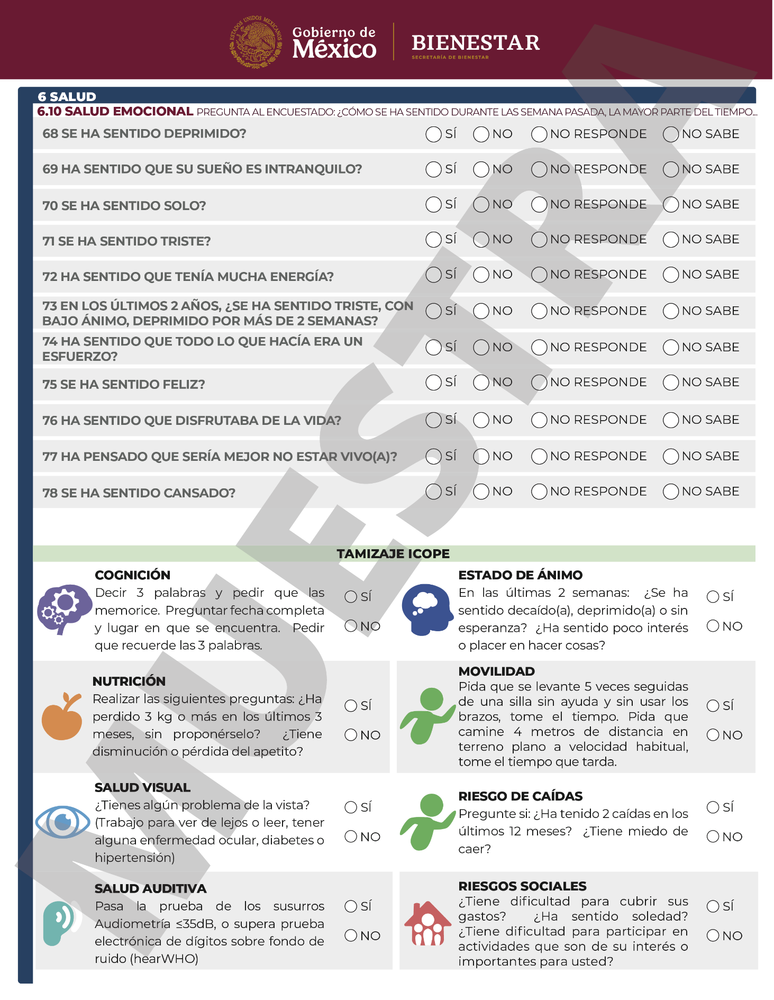 ESTADOS UNIDOS MEXICANOS
Gobierno de
México
BIENESTAR
SECRETARÍA DE BIENESTAR
6 SALUD
6.10 SALUD EMOCIONAL PREGUNTA AL ENCUESTADO: ¿CÓMO SE HA SENTIDO DURANTE LAS SEMANA PASADA, LA MAYOR PARTE DEL TIEMPO...
68 SE HA SENTIDO DEPRIMIDO? SÍ NO NO RESPONDE NO SABE
69 HA SENTIDO QUE SU SUEÑO ES INTRANQUILO? SÍ NO NO RESPONDE NO SABE
70 SE HA SENTIDO SOLO? SÍ NO NO RESPONDE NO SABE
71 SE HA SENTIDO TRISTE? SÍ NO NO RESPONDE NO SABE
72 HA SENTIDO QUE TENÍA MUCHA ENERGÍA? SÍ NO NO RESPONDE NO SABE
73 EN LOS ÚLTIMOS 2 AÑOS, ¿SE HA SENTIDO TRISTE, CON
BAJO ÁNIMO, DEPRIMIDO POR MÁS DE 2 SEMANAS? SÍ NO NO RESPONDE NO SABE
74 HA SENTIDO QUE TODO LO QUE HACÍA ERA UN
ESFUERZO? SÍ NO NO RESPONDE NO SABE
75 SE HA SENTIDO FELIZ? SÍ NO NO RESPONDE NO SABE
76 HA SENTIDO QUE DISFRUTABA DE LA VIDA? SÍ NO NO RESPONDE NO SABE
77 HA PENSADO QUE SERÍA MEJOR NO ESTAR VIVO(A)? SÍ NO NO RESPONDE NO SABE
78 SE HA SENTIDO CANSADO? SÍ NO NO RESPONDE NO SABE
TAMIZAJE ICOPE
COGNICIÓN
Decir 3 palabras y pedir que las
memorice. Preguntar fecha completa
y lugar en que se encuentra. Pedir
que recuerde las 3 palabras.
SÍ
NO
ESTADO DE ÁNIMO
En las últimas 2 semanas: ¿Se ha
sentido decaído(a), deprimido(a) o sin
esperanza? ¿Ha sentido poco interés
o placer en hacer cosas?
SÍ
NO
NUTRICIÓN
Realizar las siguientes preguntas: ¿Ha
perdido 3 kg o más en los últimos 3
meses, sin proponérselo? ¿Tiene
disminución o pérdida del apetito?
SÍ
NO
MOVILIDAD
Pida que se levante 5 veces seguidas
de una silla sin ayuda y sin usar los
brazos, tome el tiempo. Pida que
camine 4 metros de distancia en
terreno plano a velocidad habitual,
tome el tiempo que tarda.
SÍ
NO
SALUD VISUAL
¿Tienes algún problema de la vista?
(Trabajo para ver de lejos o leer, tener
alguna enfermedad ocular, diabetes o
hipertensión)
SÍ
NO
RIESGO DE CAÍDAS
Pregunte si: ¿Ha tenido 2 caídas en los
últimos 12 meses? ¿Tiene miedo de
caer?
SÍ
NO
SALUD AUDITIVA
Pasa la prueba de los susurros
Audiometría ≤35dB, o supera prueba
electrónica de dígitos sobre fondo de
ruido (hearWHO)
SÍ
NO
RIESGOS SOCIALES
¿Tiene dificultad para cubrir sus
gastos? ¿Ha sentido soledad?
¿Tiene dificultad para participar en
actividades que son de su interés o
importantes para usted?
SÍ
NO
MUESTRA